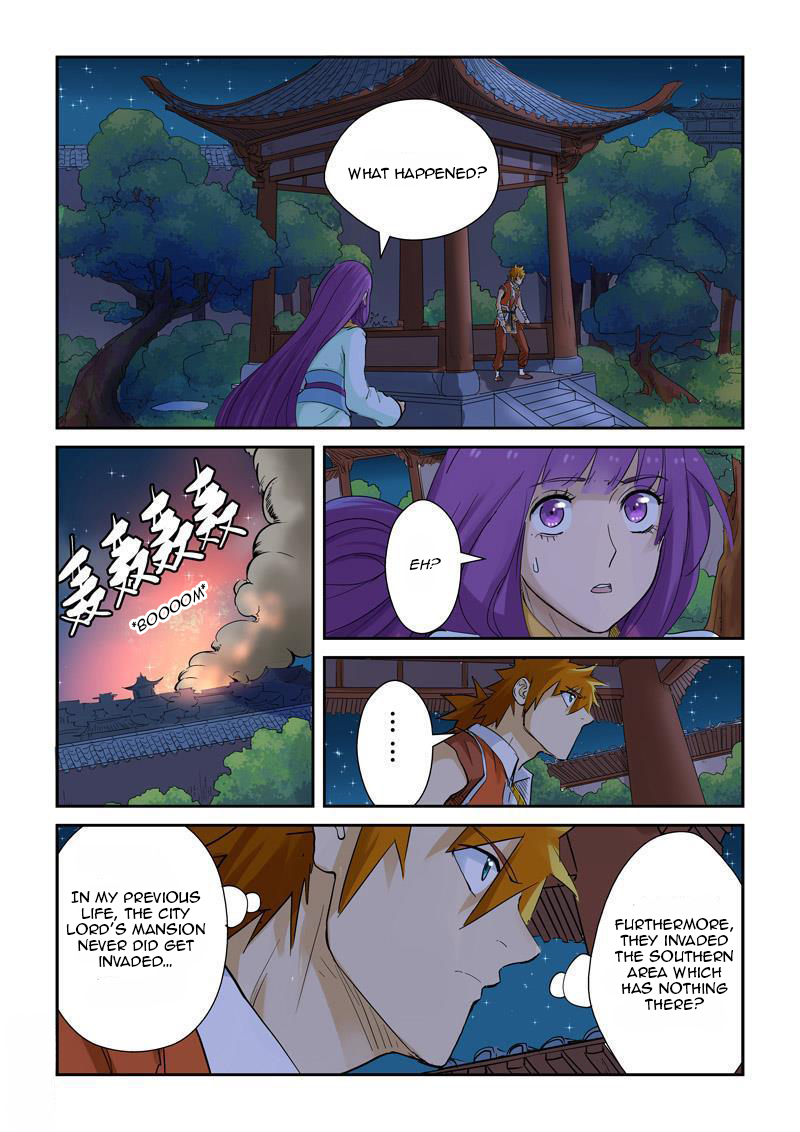 WHAT HAPPENED?
轰轰轰轰
*BOOOOM*
EH?
.....
IN MY PREVIOUS
LIFE, THE CITY
LORD'S MANSION
NEVER DID GET
INVADED...
FURTHERMORE,
THEY INVADED
THE SOUTHERN
AREA WHICH
HAS NOTHING
THERE?